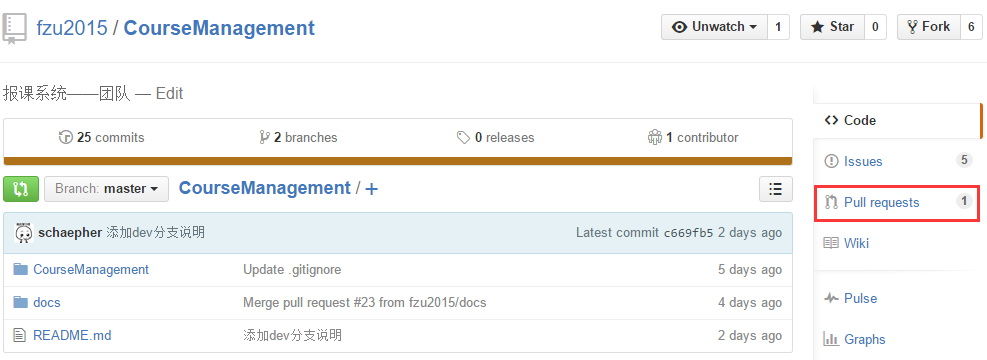 fzu2015 / CourseManagement
Unwatch 1 Star 0 Fork 6
报课系统——团队 — Edit
25 commits 2 branches 0 releases 1 contributor
Branch: master CourseManagement / +
schaepher 添加dev分支说明 Latest commit c669fb5 2 days ago
CourseManagement Update .gitignore 5 days ago
docs Merge pull request #23 from fzu2015/docs 4 days ago
README.md 添加dev分支说明 2 days ago
Code
Issues 5
Pull requests 1
Wiki
Pulse
Graphs